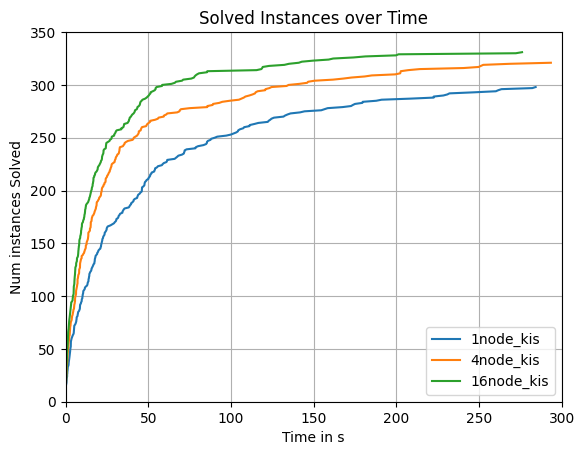 Solved Instances over Time
Num instances Solved
350
300
250
200
150
100
50
0
0 50 100 150 200 250 300
Time in s
1node_kis
4node_kis
16node_kis